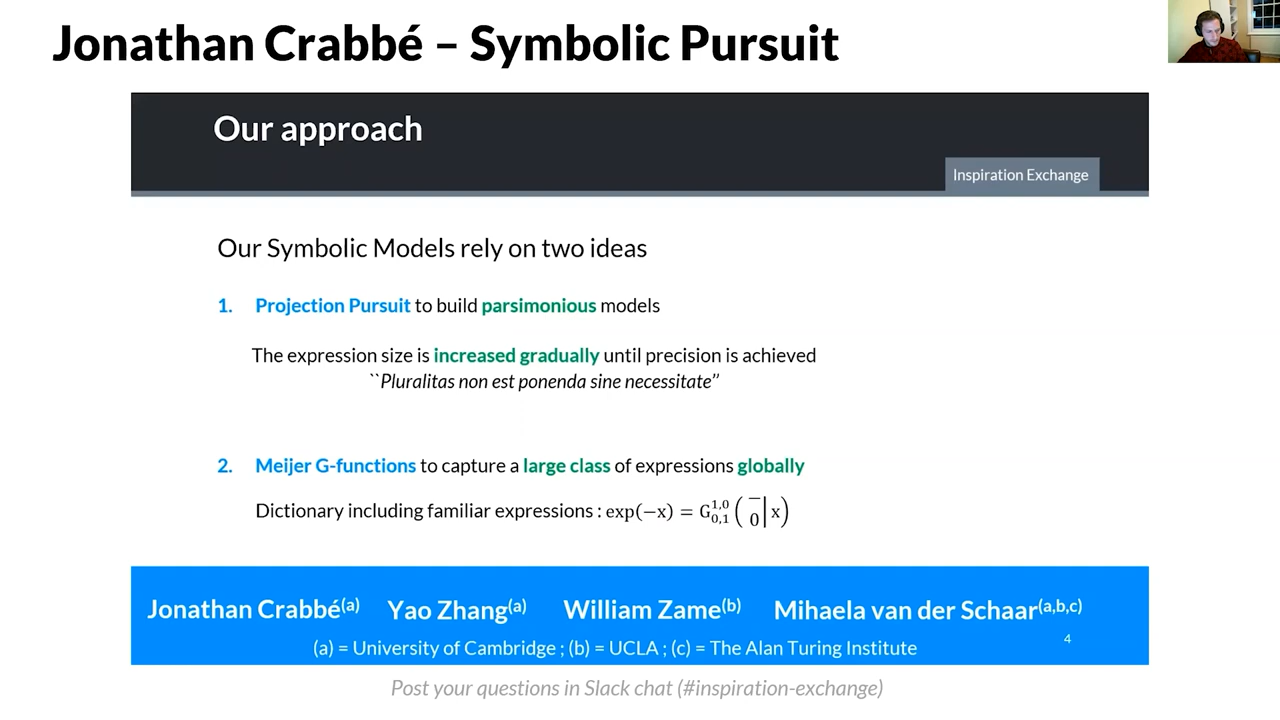 Jonathan Crabbé – Symbolic Pursuit
Our approach
Inspiration Exchange
Our Symbolic Models rely on two ideas
1. Projection Pursuit to build parsimonious models
The expression size is increased gradually until precision is achieved
``Pluralitas non est ponenda sine necessitate”
2. Meijer G-functions to capture a large class of expressions globally
Dictionary including familiar expressions : exp(−x) = G^{1,0}_{0,1} ( −/0 | x )
Jonathan Crabbé(a) Yao Zhang(a) William Zame(b) Mihaela van der Schaar(a,b,c)
(a) = University of Cambridge ; (b) = UCLA ; (c) = The Alan Turing Institute
4
Post your questions in Slack chat (#inspiration-exchange)